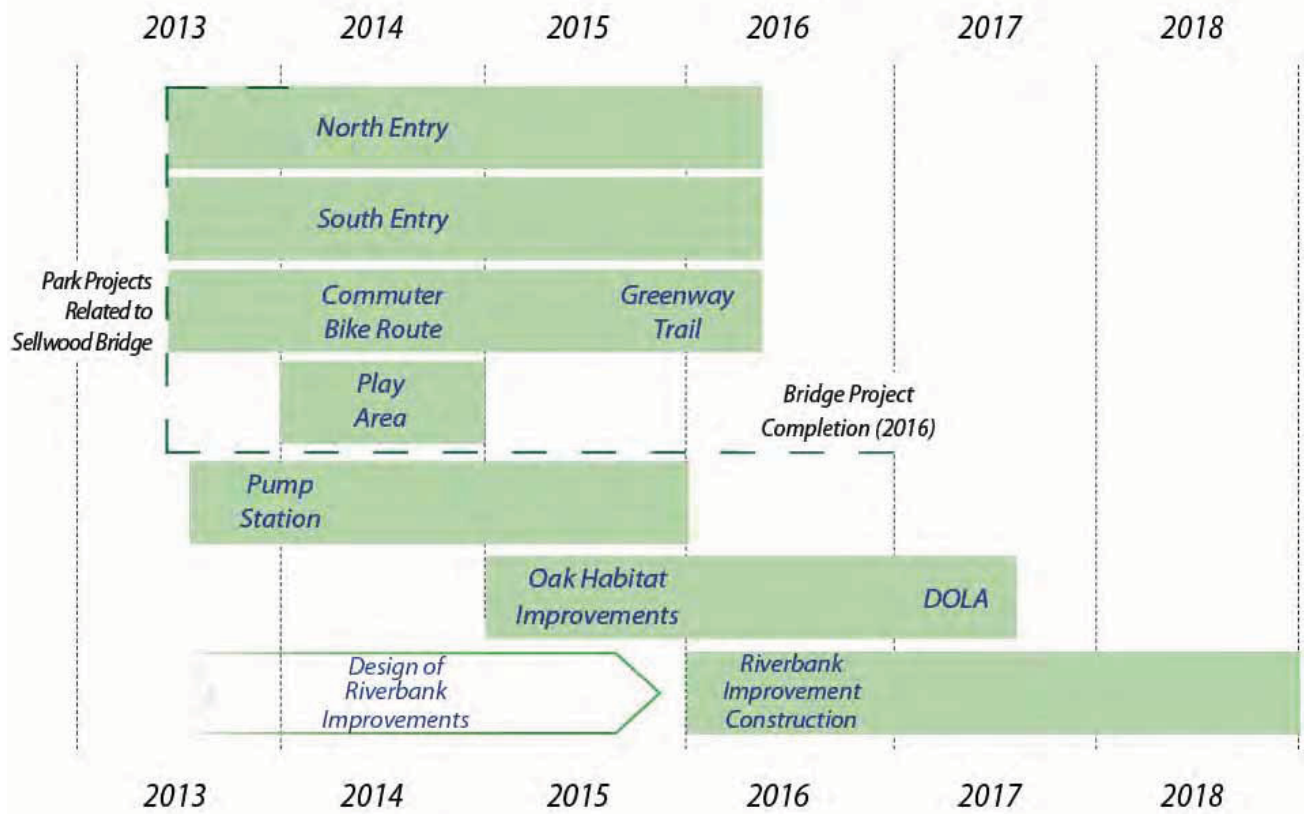 2013 2014 2015 2016 2017 2018
North Entry
South Entry
Park Projects
Related to
Sellwood Bridge
Commuter
Bike Route
Greenway
Trail
Play
Area
Bridge Project
Completion (2016)
Pump
Station
Oak Habitat
Improvements
DOLA
Design of
Riverbank
Improvements
Riverbank
Improvement
Construction
2013 2014 2015 2016 2017 2018